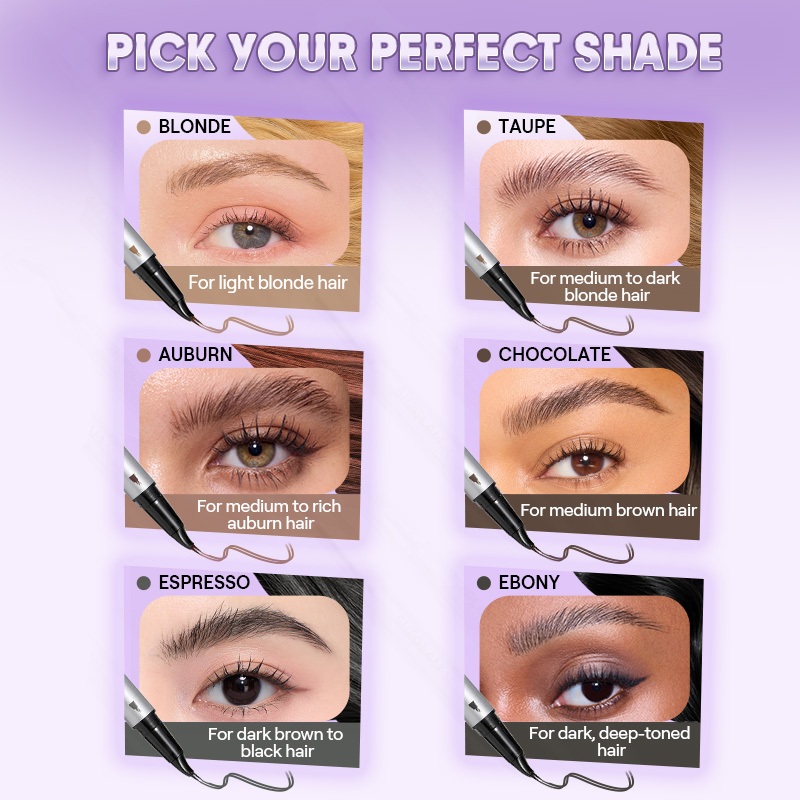 PICK YOUR PERFECT SHADE
BLONDE
For light blonde hair
TAUPE
For medium to dark
blonde hair
AUBURN
For medium to rich
auburn hair
CHOCOLATE
For medium brown hair
ESPRESSO
For dark brown to
black hair
EBONY
For dark, deep-toned
hair